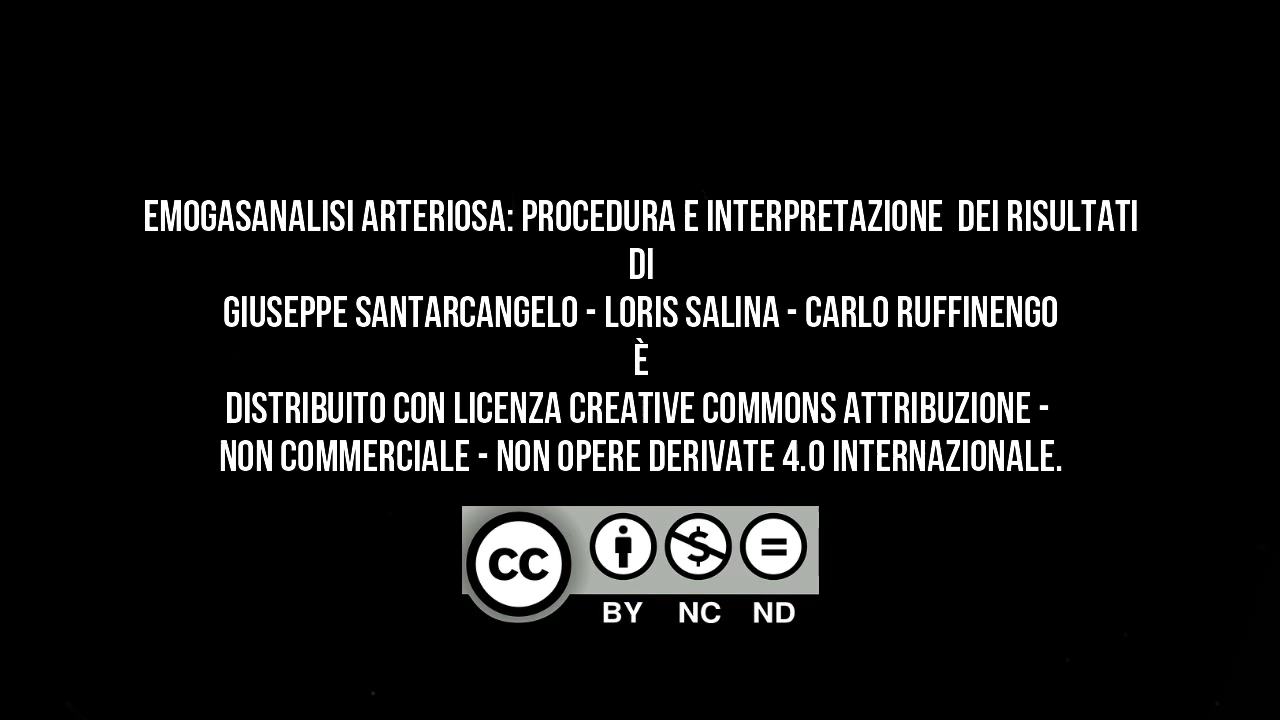 EMOGASANALISI ARTERIOSA: PROCEDURA E INTERPRETAZIONE  DEI RISULTATI
DI
GIUSEPPE SANTARCANGELO - LORIS SALINA - CARLO RUFFINENGO
È
DISTRIBUITO CON LICENZA CREATIVE COMMONS ATTRIBUZIONE -
NON COMMERCIALE - NON OPERE DERIVATE 4.0 INTERNAZIONALE.
CC
BY NC ND